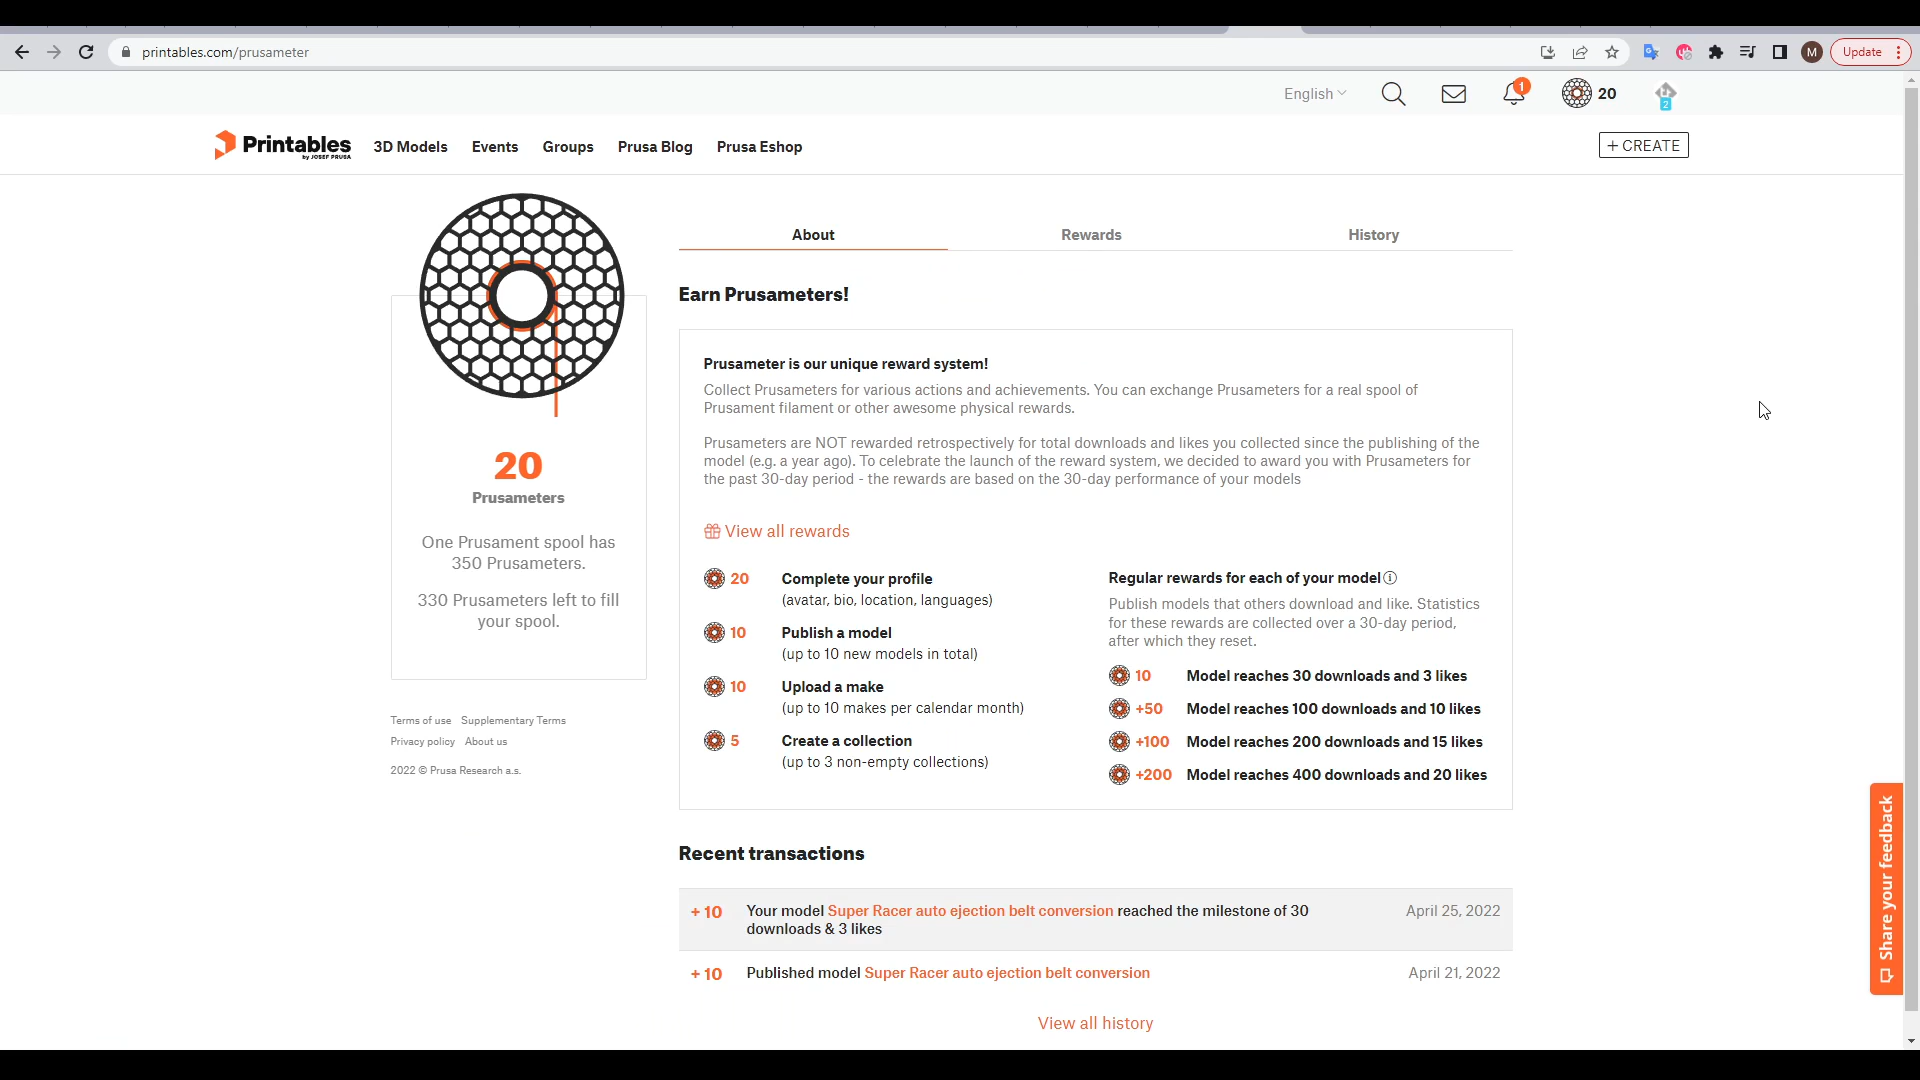 printables.com/prusameter
M
Update
English
1
20
2
Printables
by JOSEF PRUSA
3D Models
Events
Groups
Prusa Blog
Prusa Eshop
+ CREATE
20
Prusameters
One Prusament spool has
350 Prusameters.
330 Prusameters left to fill
your spool.
Terms of use Supplementary Terms
Privacy policy About us
2022 © Prusa Research a.s.
About
Rewards
History
Earn Prusameters!
Prusameter is our unique reward system!
Collect Prusameters for various actions and achievements. You can exchange Prusameters for a real spool of
Prusament filament or other awesome physical rewards.
Prusameters are NOT rewarded retrospectively for total downloads and likes you collected since the publishing of the
model (e.g. a year ago). To celebrate the launch of the reward system, we decided to award you with Prusameters for
the past 30-day period - the rewards are based on the 30-day performance of your models
View all rewards
20 Complete your profile
(avatar, bio, location, languages)
10 Publish a model
(up to 10 new models in total)
10 Upload a make
(up to 10 makes per calendar month)
5 Create a collection
(up to 3 non-empty collections)
Regular rewards for each of your model
Publish models that others download and like. Statistics
for these rewards are collected over a 30-day period,
after which they reset.
10 Model reaches 30 downloads and 3 likes
+50 Model reaches 100 downloads and 10 likes
+100 Model reaches 200 downloads and 15 likes
+200 Model reaches 400 downloads and 20 likes
Recent transactions
+ 10 Your model Super Racer auto ejection belt conversion reached the milestone of 30 April 25, 2022
downloads & 3 likes
+ 10 Published model Super Racer auto ejection belt conversion April 21, 2022
View all history
Share your feedback